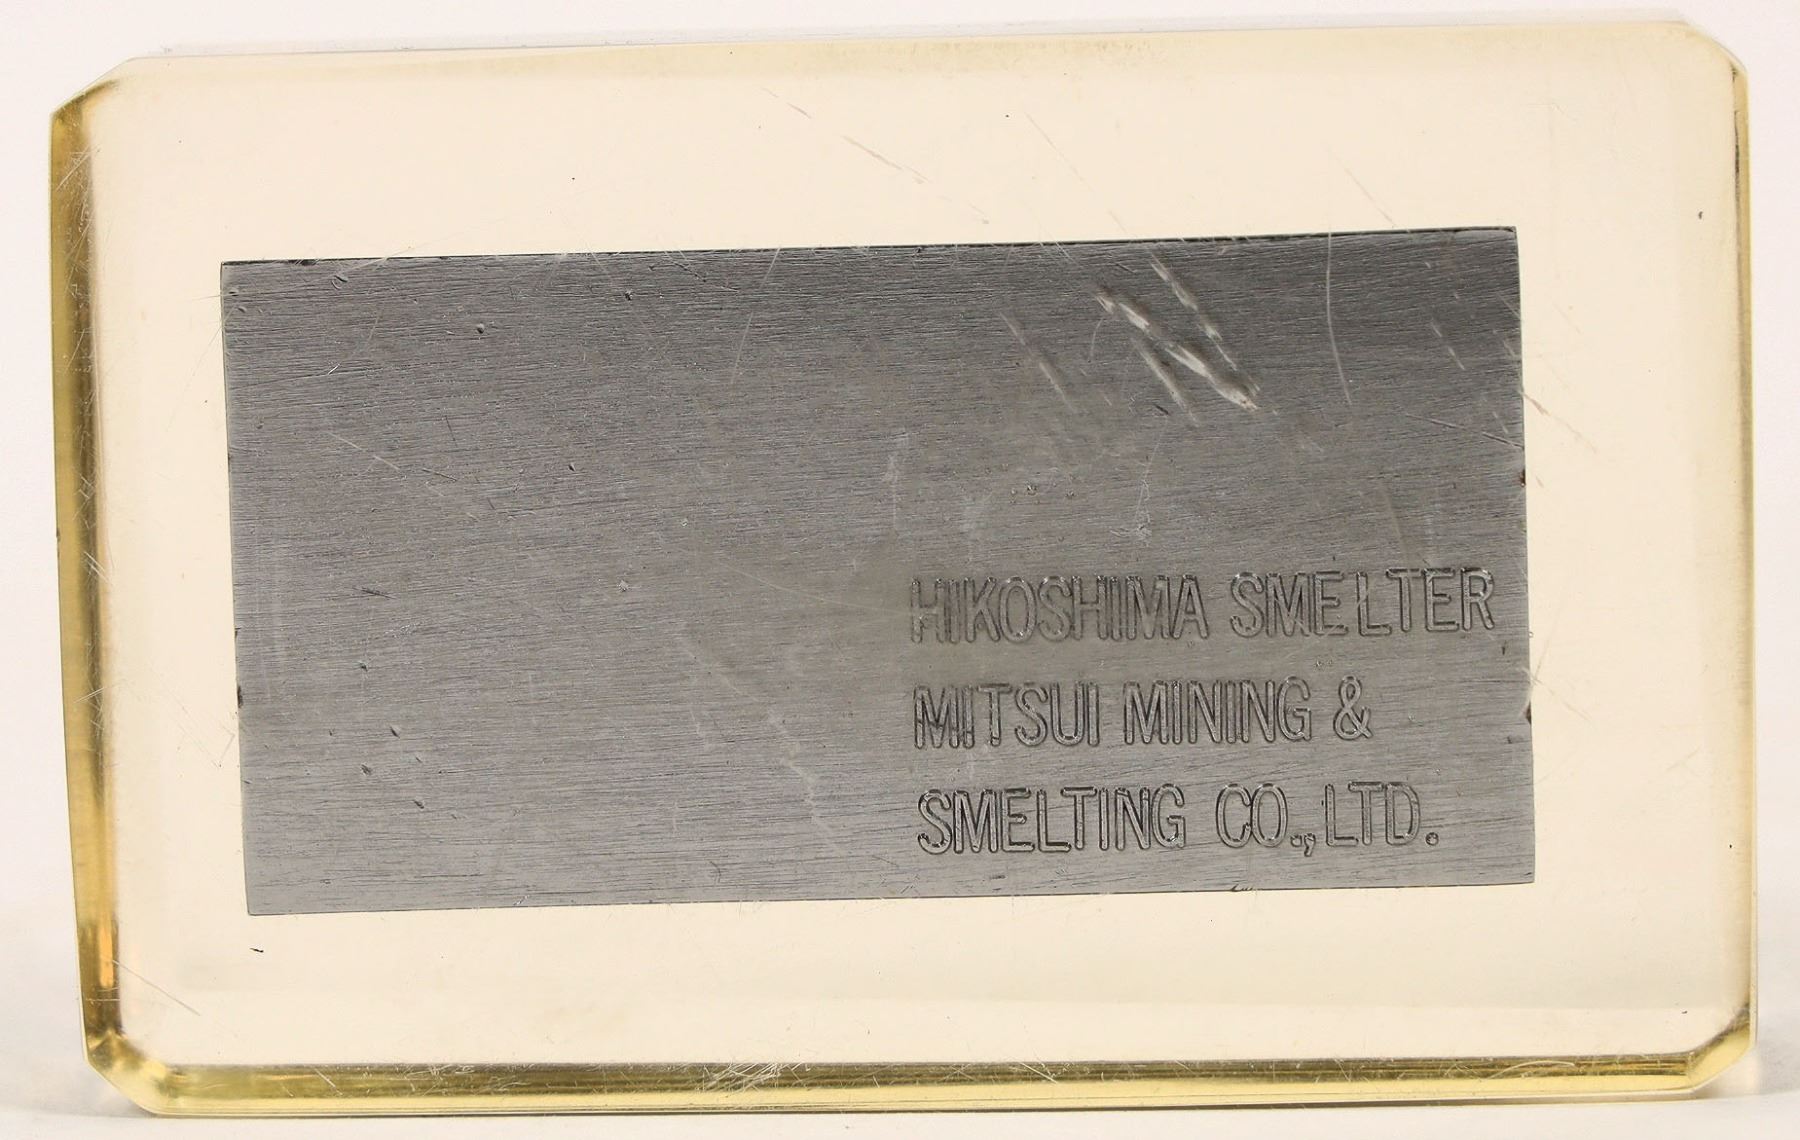 HIKOSHIMA SMELTER
MITSUI MINING &
SMELTING CO., LTD.